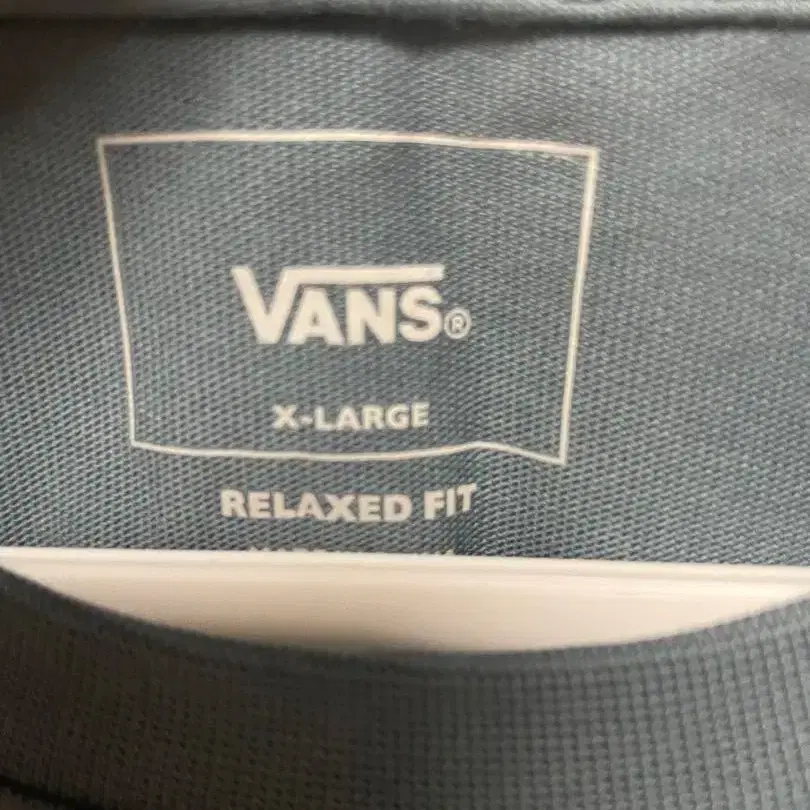 VANS®
X-LARGE
RELAXED FIT